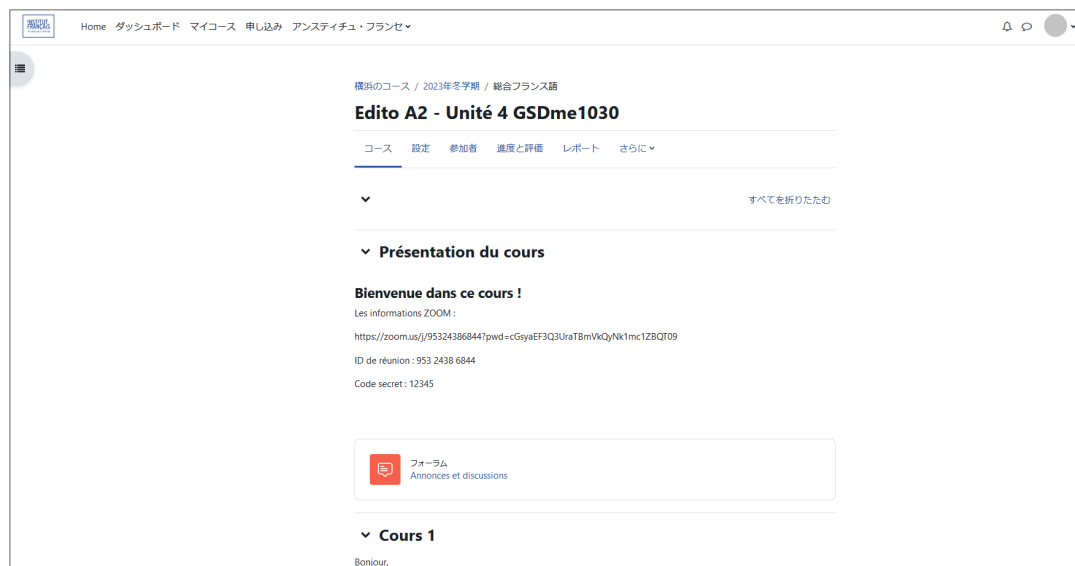 INSTITUT
FRANÇAIS
Home ダッシュボード マイコース 申し込み アンスティチュ・フランセ
横浜のコース / 2023年冬学期 / 総合フランス語
Edito A2 - Unité 4 GSDme1030
コース 設定 参加者 進度と評価 レポート さらに
すべてを折りたたむ
Présentation du cours
Bienvenue dans ce cours !
Les informations ZOOM :
https://zoom.us/j/95324386844?pwd=cGsyaEF3Q3UraTBmVkQyNk1mc1ZBQT09
ID de réunion : 953 2438 6844
Code secret : 12345
フォーラム
Annonces et discussions
Cours 1
Bonjour,